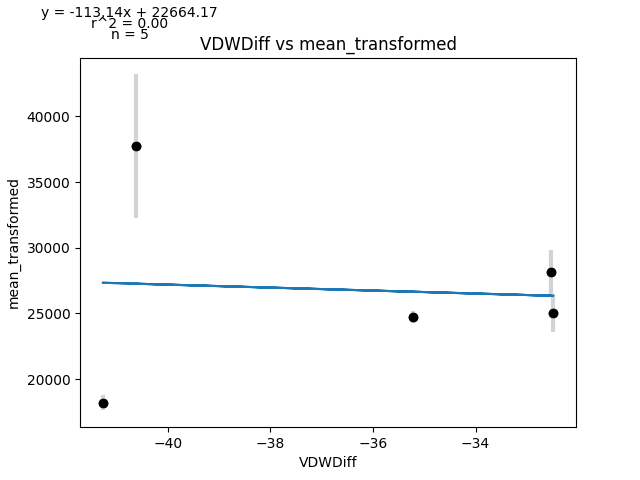 y = -113.14x + 22664.17
r^2 = 0.00
n = 5
VDWDiff vs mean_transformed
mean_transformed
40000
35000
30000
25000
20000
−40
−38
−36
−34
VDWDiff